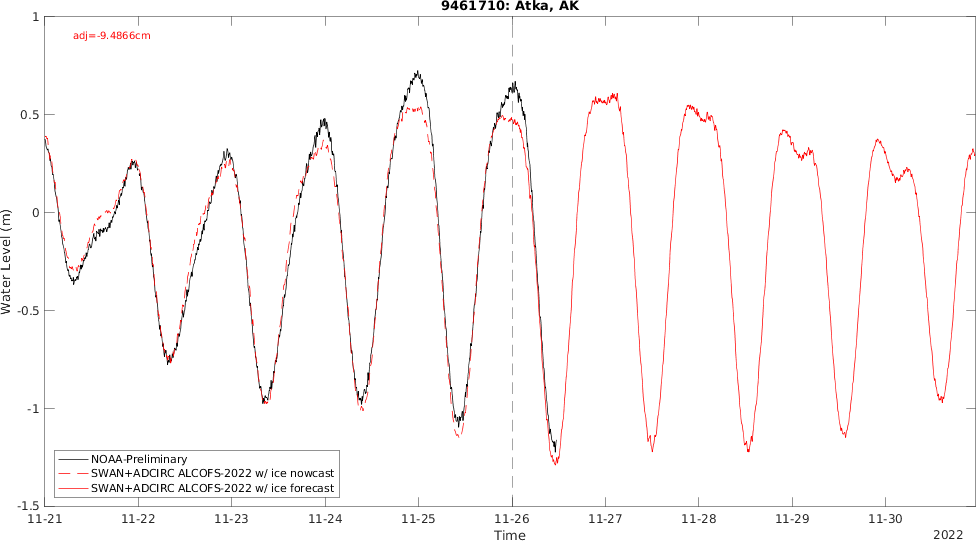 9461710: Atka, AK
adj=-9.4866cm
1
0.5
0
-0.5
-1
-1.5
Water Level (m)
NOAA-Preliminary
SWAN+ADCIRC ALCOFS-2022 w/ ice nowcast
SWAN+ADCIRC ALCOFS-2022 w/ ice forecast
11-21 11-22 11-23 11-24 11-25 11-26 11-27 11-28 11-29 11-30
Time
2022